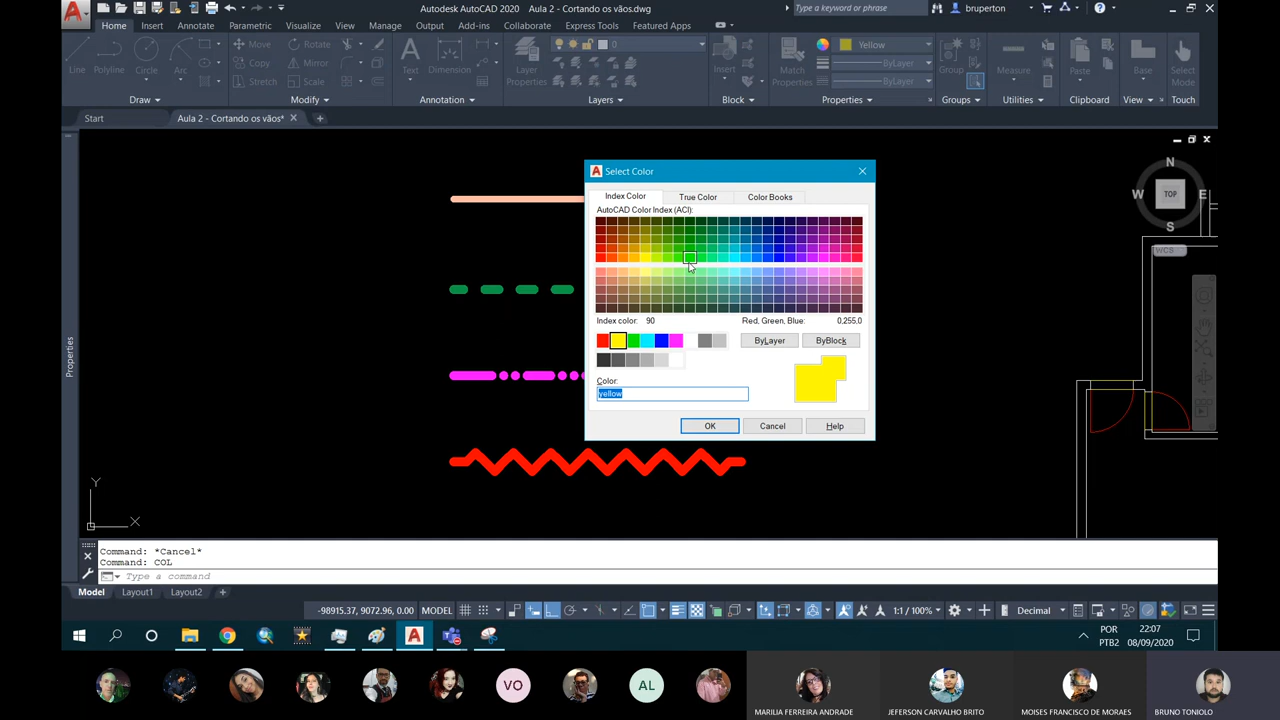 Autodesk AutoCAD 2020 Aula 2 - Cortando os vãos.dwg
Type a keyword or phrase
bruperton
Home Insert Annotate Parametric Visualize View Manage Output Add-ins Collaborate Express Tools Featured Apps
Line Polyline Circle Arc
Move Rotate
Copy Mirror
Stretch Scale
Text Dimension
Layer Properties
0
Insert
Match Properties
Yellow
ByLayer
ByLayer
Group
Measure
Paste
Base
Select Mode
Draw Modify Annotation Layers Block Properties Groups Utilities Clipboard View Touch
Start Aula 2 - Cortando os vãos*
Properties
Select Color
Index Color True Color Color Books
AutoCAD Color Index (ACI):
Index color: 90 Red, Green, Blue: 0,255,0
ByLayer ByBlock
Color:
yellow
OK Cancel Help
N
W TOP E
S
WCS
Y
X
Command: *Cancel*
Command: COL
Type a command
Model Layout1 Layout2
-98915.37, 9072.96, 0.00 MODEL 1:1 / 100% Decimal
POR
PTB2
22:07
08/09/2020
VO
AL
MARILIA FERREIRA ANDRADE
JEFERSON CARVALHO BRITO
MOISES FRANCISCO DE MORAES
BRUNO TONIOLO